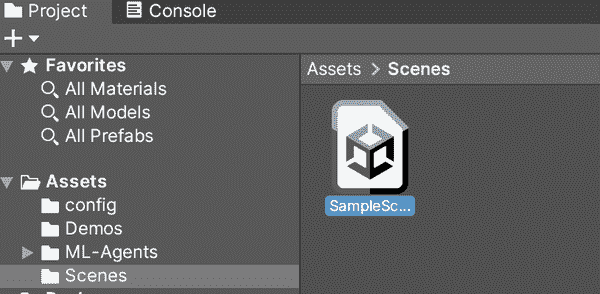 Project
Console
Favorites
All Materials
All Models
All Prefabs
Assets
config
Demos
ML-Agents
Scenes
Assets > Scenes
SampleSc...